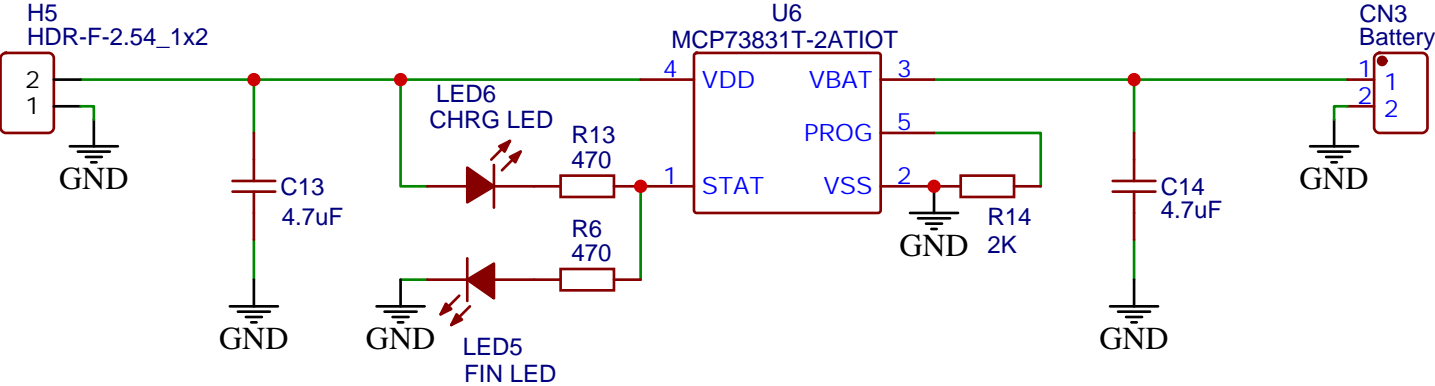 H5
HDR-F-2.54_1x2
2
1
GND
C13
4.7uF
GND
LED6
CHRG LED
R13
470
R6
470
GND
LED5
FIN LED
U6
MCP73831T-2ATIOT
4
VDD
VBAT
3
PROG
5
1
STAT
VSS
2
GND
R14
2K
C14
4.7uF
GND
CN3
Battery
1
1
2
2
GND